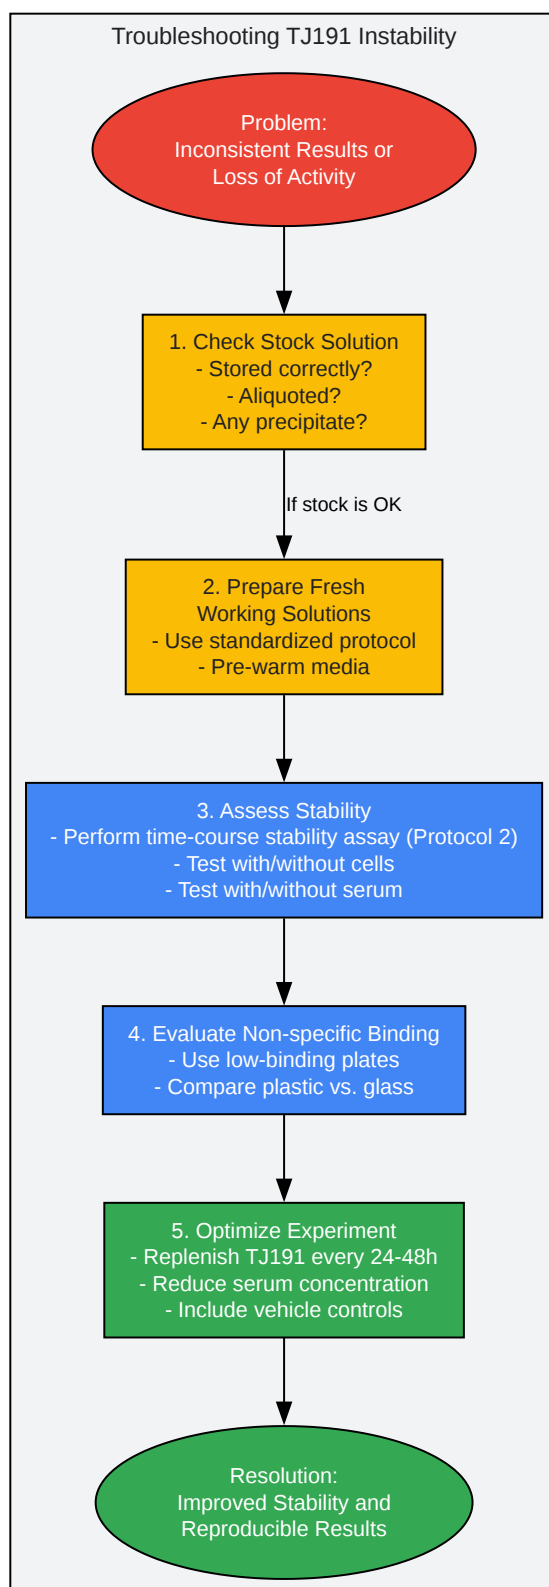 Troubleshooting TJ191 Instability
Problem:
Inconsistent Results or
Loss of Activity
1. Check Stock Solution
- Stored correctly?
- Aliquoted?
- Any precipitate?
If stock is OK
2. Prepare Fresh
Working Solutions
- Use standardized protocol
- Pre-warm media
3. Assess Stability
- Perform time-course stability assay (Protocol 2)
- Test with/without cells
- Test with/without serum
4. Evaluate Non-specific Binding
- Use low-binding plates
- Compare plastic vs. glass
5. Optimize Experiment
- Replenish TJ191 every 24-48h
- Reduce serum concentration
- Include vehicle controls
Resolution:
Improved Stability and
Reproducible Results